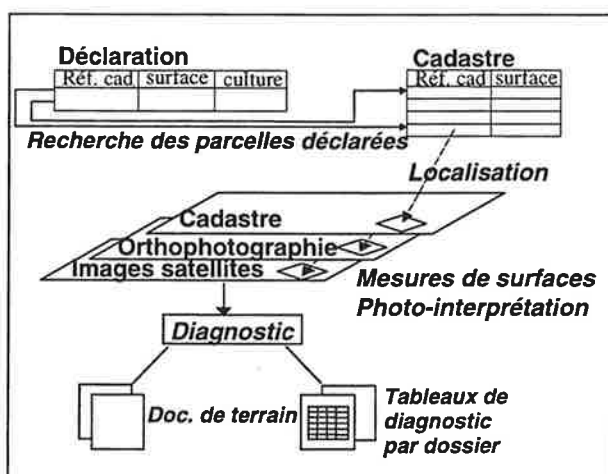 Déclaration
Réf. cad surface culture
Cadastre
Réf. cad surface
Recherche des parcelles déclarées
Localisation
Cadastre
Orthophotographie
Images satellites
Mesures de surfaces
Photo-interprétation
Diagnostic
Doc. de terrain
Tableaux de
diagnostic
par dossier